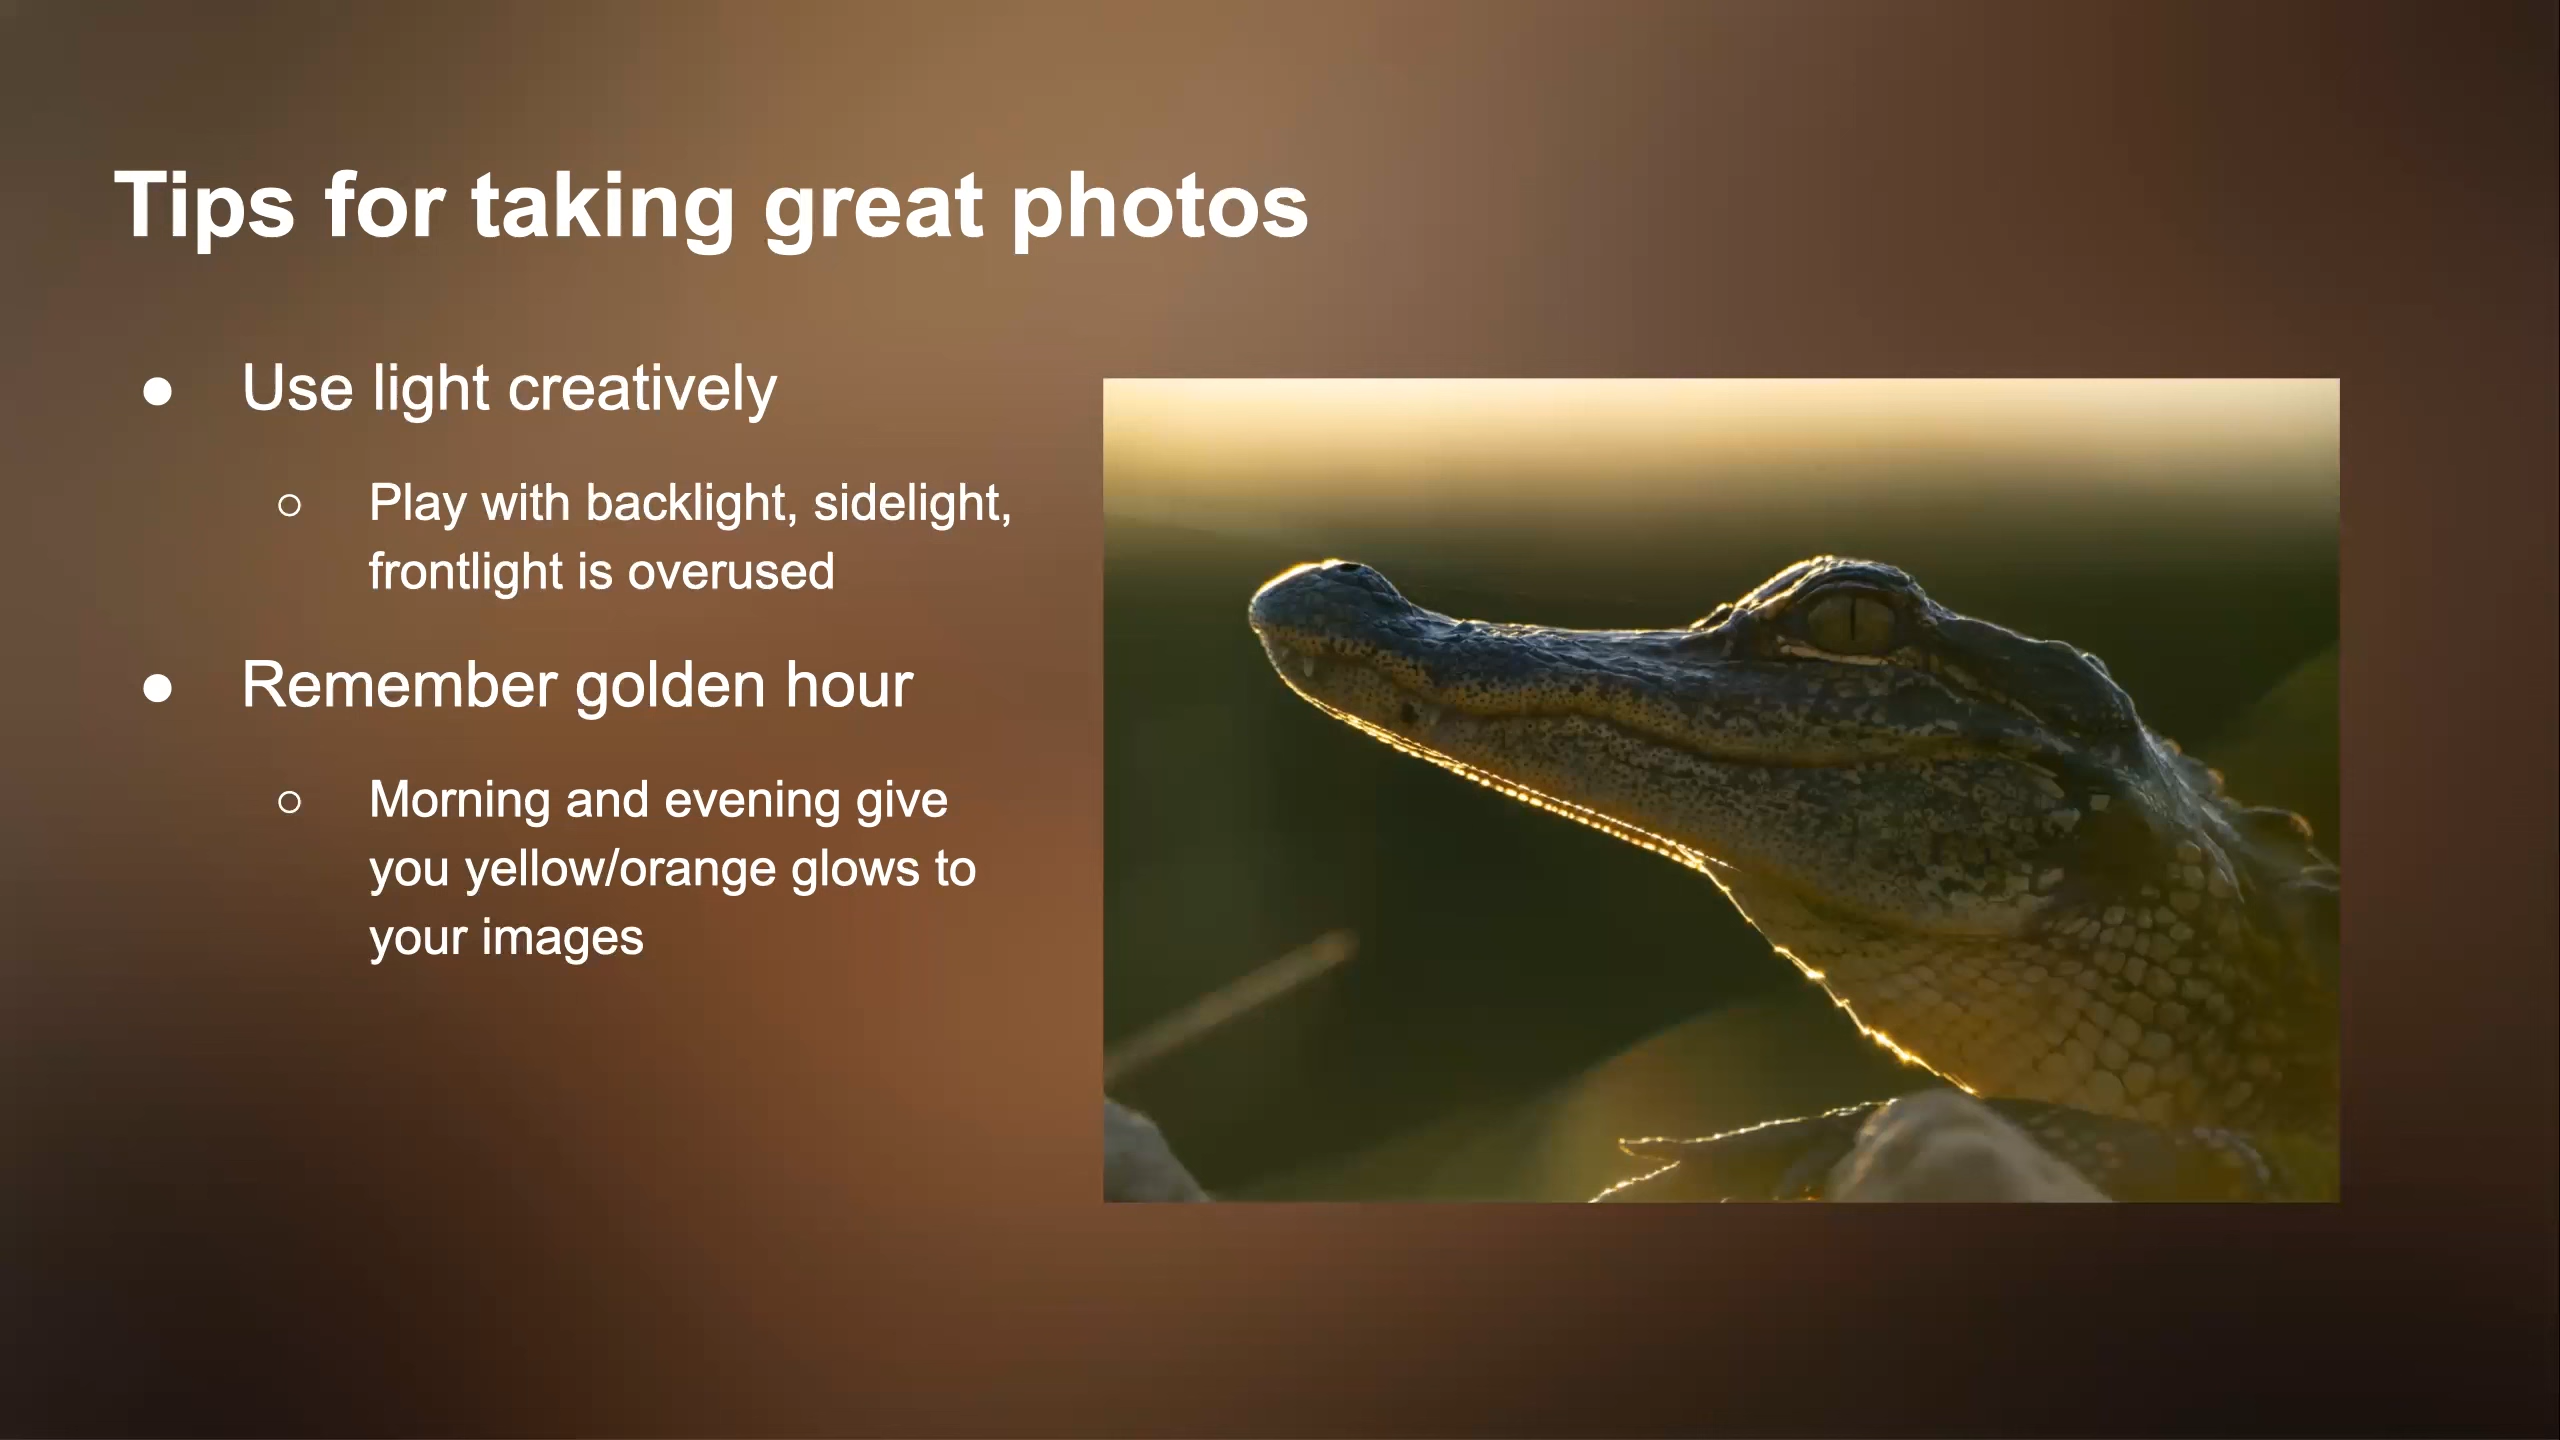 Tips for taking great photos
● Use light creatively
○ Play with backlight, sidelight,
frontlight is overused
● Remember golden hour
○ Morning and evening give
you yellow/orange glows to
your images